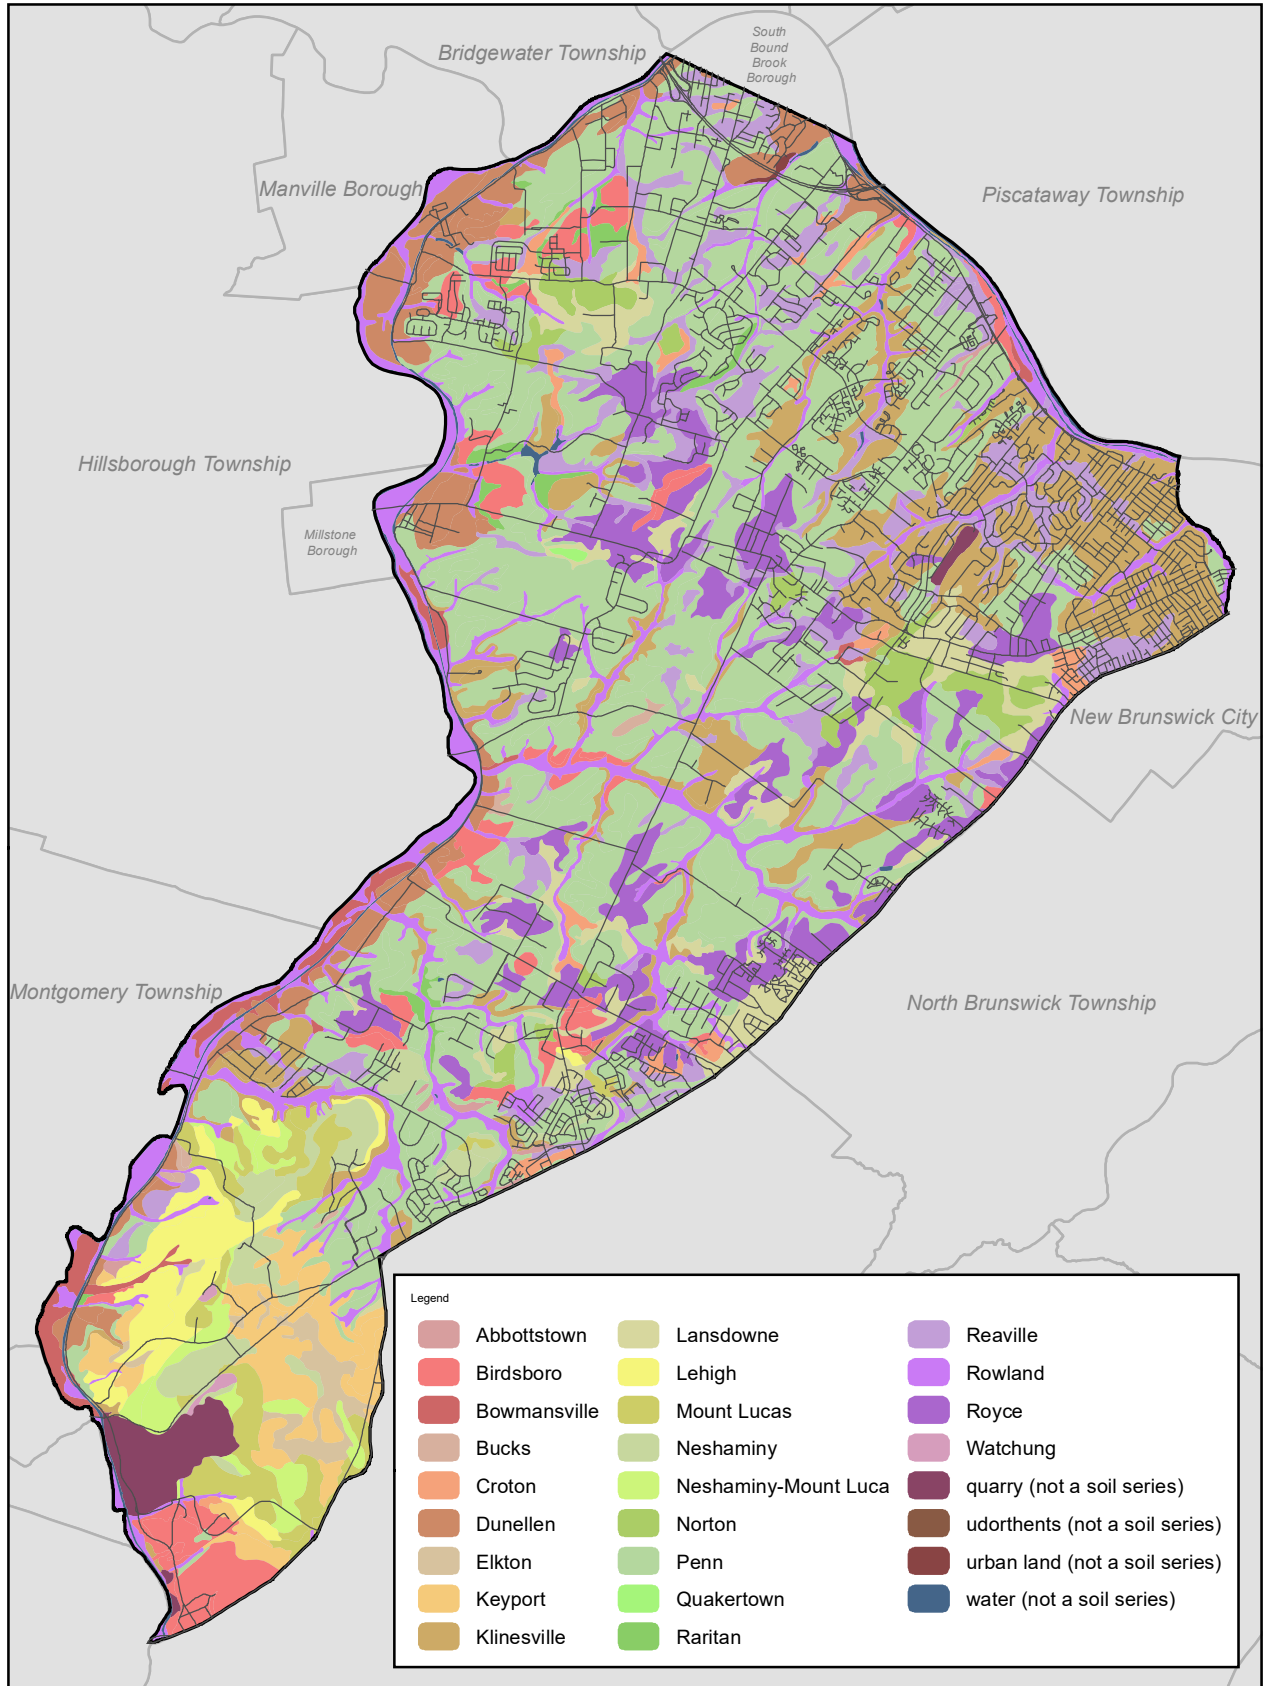 Bridgewater Township
South
Bound
Brook
Borough
Manville Borough
Piscataway Township
Hillsborough Township
Millstone
Borough
New Brunswick City
Montgomery Township
North Brunswick Township
Legend
Abbottstown
Birdsboro
Bowmansville
Bucks
Croton
Dunellen
Elkton
Keyport
Klinesville
Lansdowne
Lehigh
Mount Lucas
Neshaminy
Neshaminy-Mount Luca
Norton
Penn
Quakertown
Raritan
Reaville
Rowland
Royce
Watchung
quarry (not a soil series)
udorthents (not a soil series)
urban land (not a soil series)
water (not a soil series)